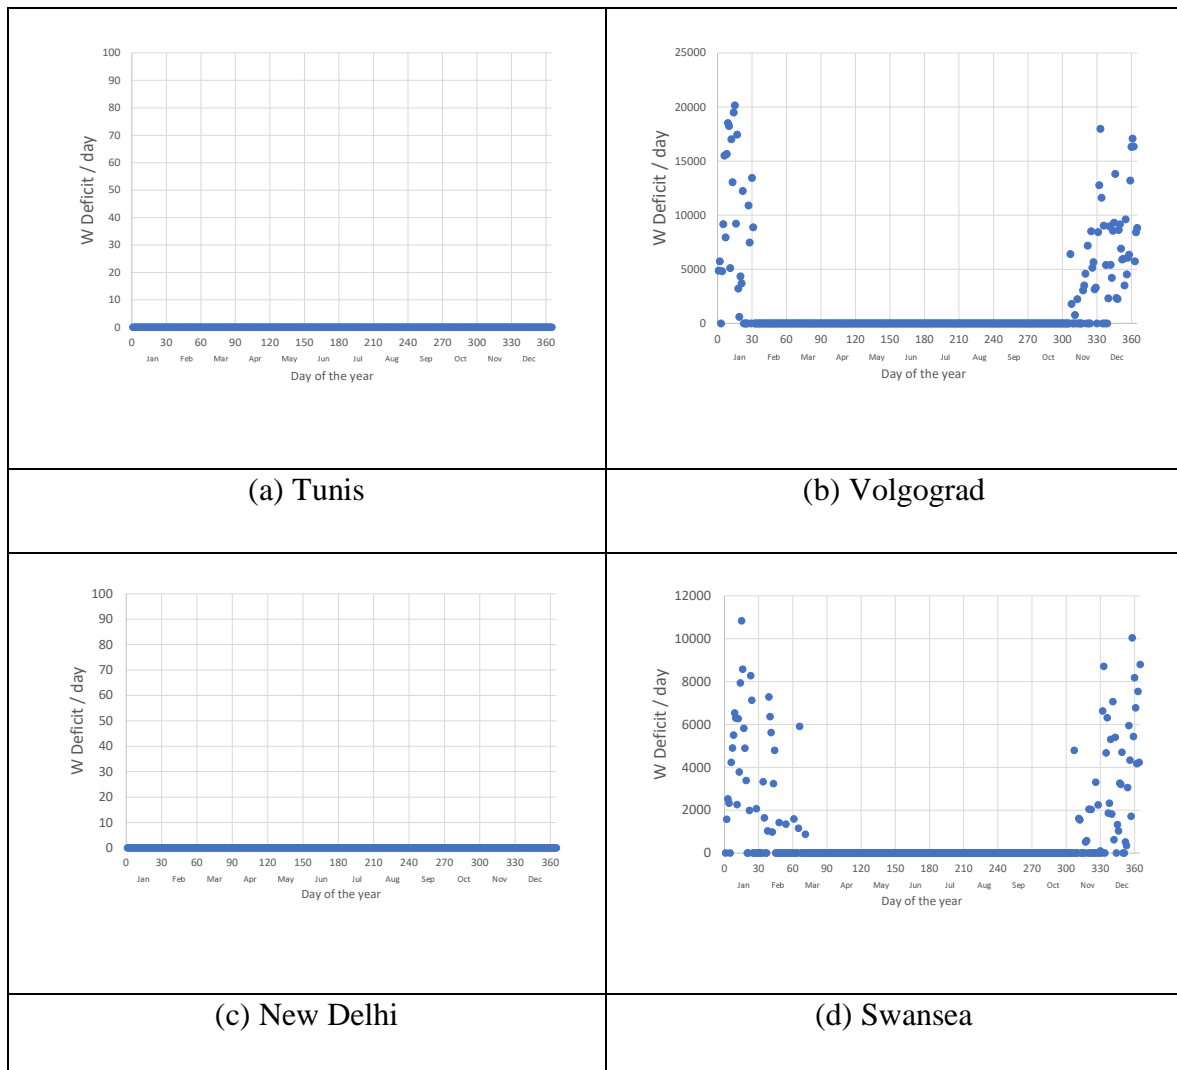 100
90
80
70
60
50
40
30
20
10
0
W Deficit / day
0 30 60 90 120 150 180 210 240 270 300 330 360
Jan Feb Mar Apr May Jun Jul Aug Sep Oct Nov Dec
Day of the year
25000
20000
15000
10000
5000
0
W Deficit / day
0 30 60 90 120 150 180 210 240 270 300 330 360
Jan Feb Mar Apr May Jun Jul Aug Sep Oct Nov Dec
Day of the year
(a) Tunis
(b) Volgograd
100
90
80
70
60
50
40
30
20
10
0
W Deficit / day
0 30 60 90 120 150 180 210 240 270 300 330 360
Jan Feb Mar Apr May Jun Jul Aug Sep Oct Nov Dec
Day of the year
12000
10000
8000
6000
4000
2000
0
W Deficit / day
0 30 60 90 120 150 180 210 240 270 300 330 360
Jan Feb Mar Apr May Jun Jul Aug Sep Oct Nov Dec
Day of the year
(c) New Delhi
(d) Swansea